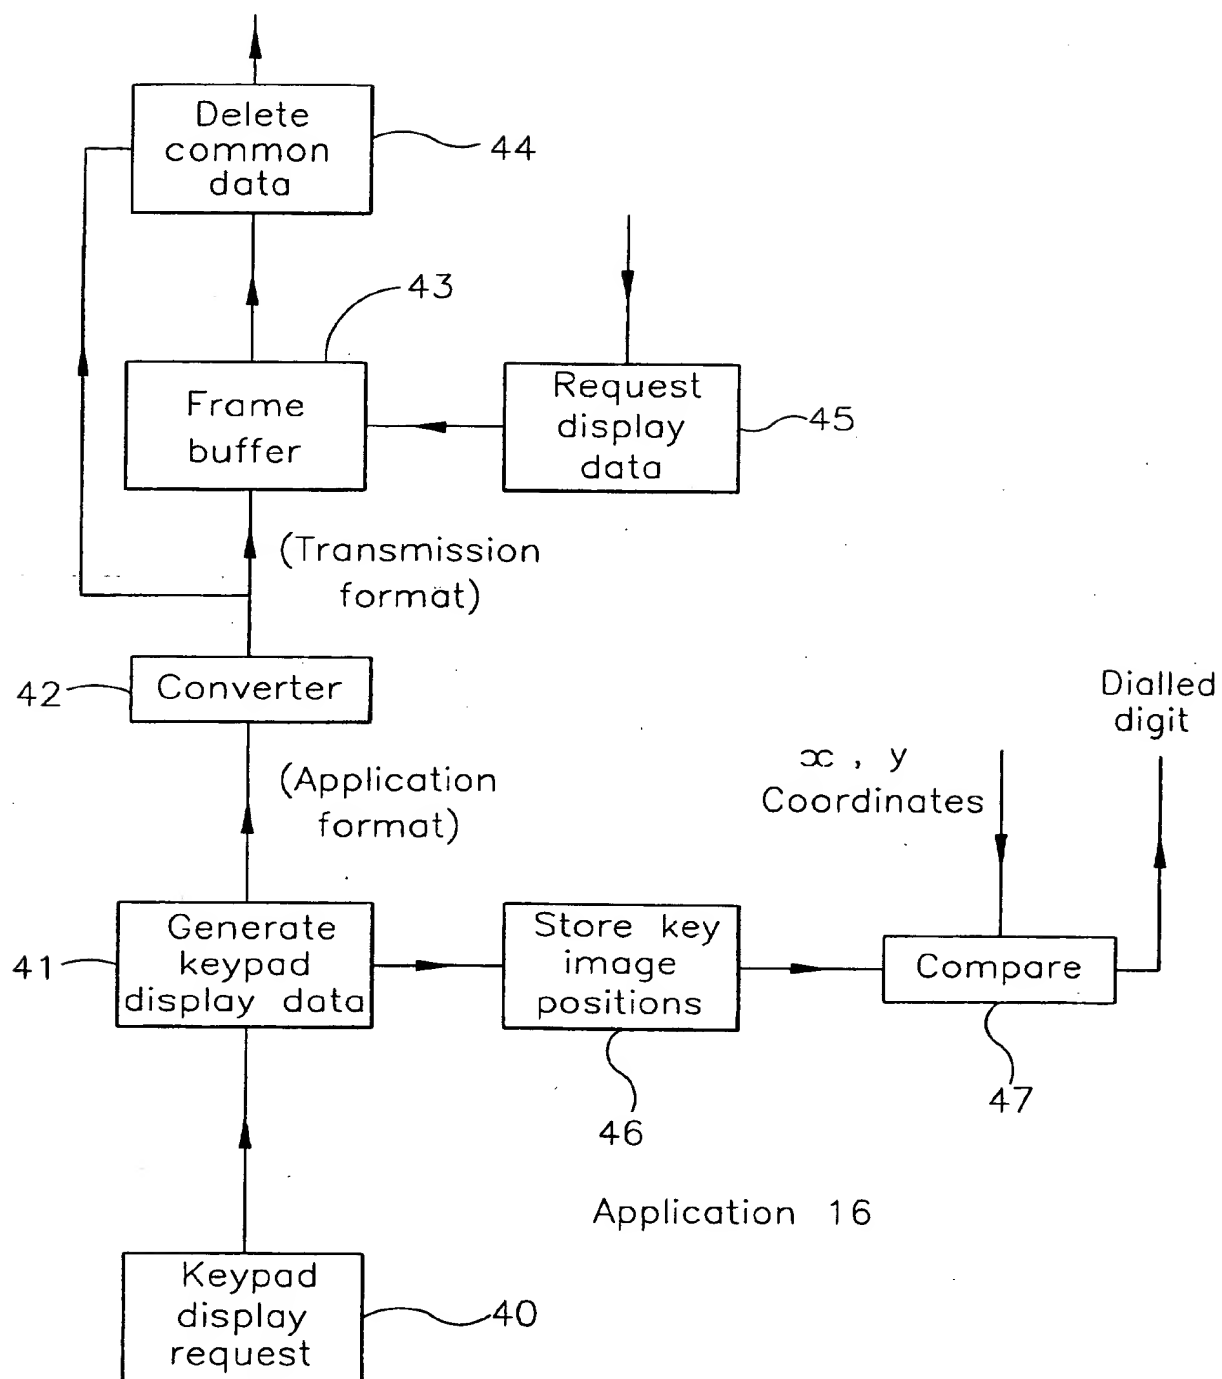 Delete
common
data
44
43
Frame
buffer
Request
display
data
45
(Transmission
format)
42
Converter
Dialled
digit
x , y
Coordinates
(Application
format)
41
Generate
keypad
display data
Store key
image
positions
Compare
46
47
Application 16
Keypad
display
request
40